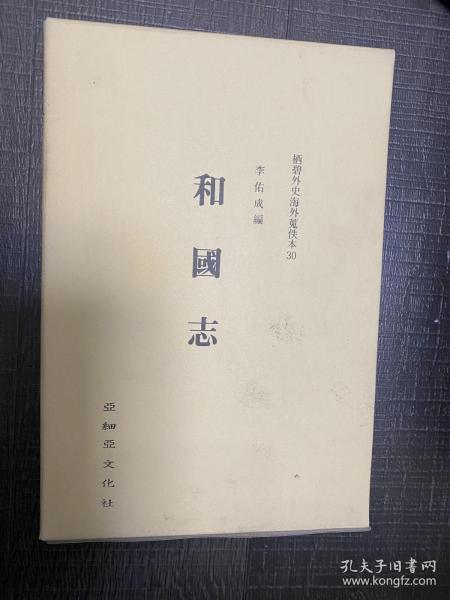 栖碧外史海外蒐佚本30
李佑成編
和國志
亞細亞文化社
孔夫子旧书网
www.kongfz.com